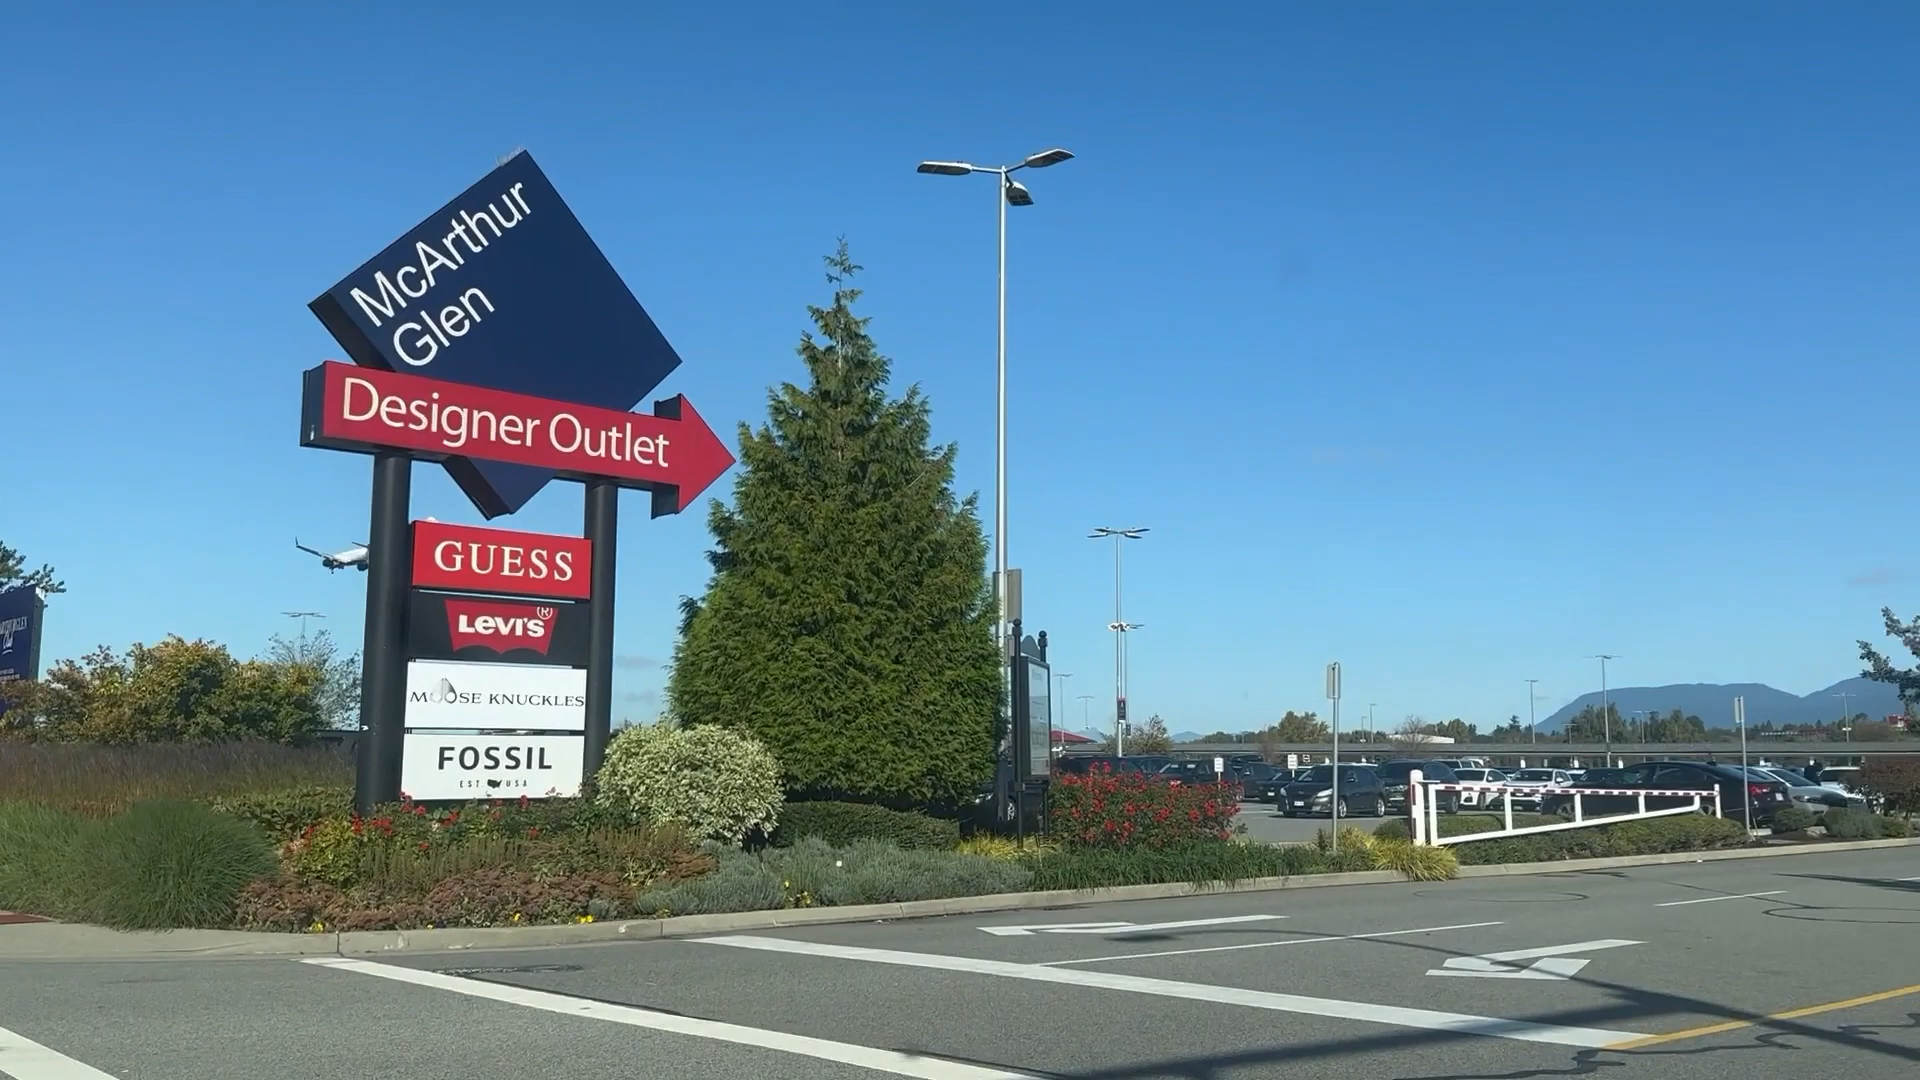 McArthur
Glen
Designer Outlet
GUESS
LEVI'S®
MOOSE KNUCKLES
FOSSIL
EST USA